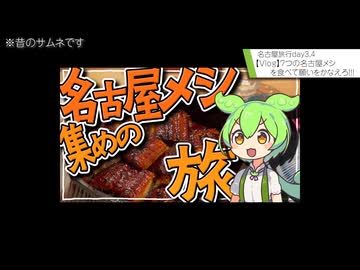 ※昔のサムネです
名古屋旅行day3,4
【Vlog】7つの名古屋メシ
を食べて願いをかなえろ!!!
名古屋メシ
集めの
旅